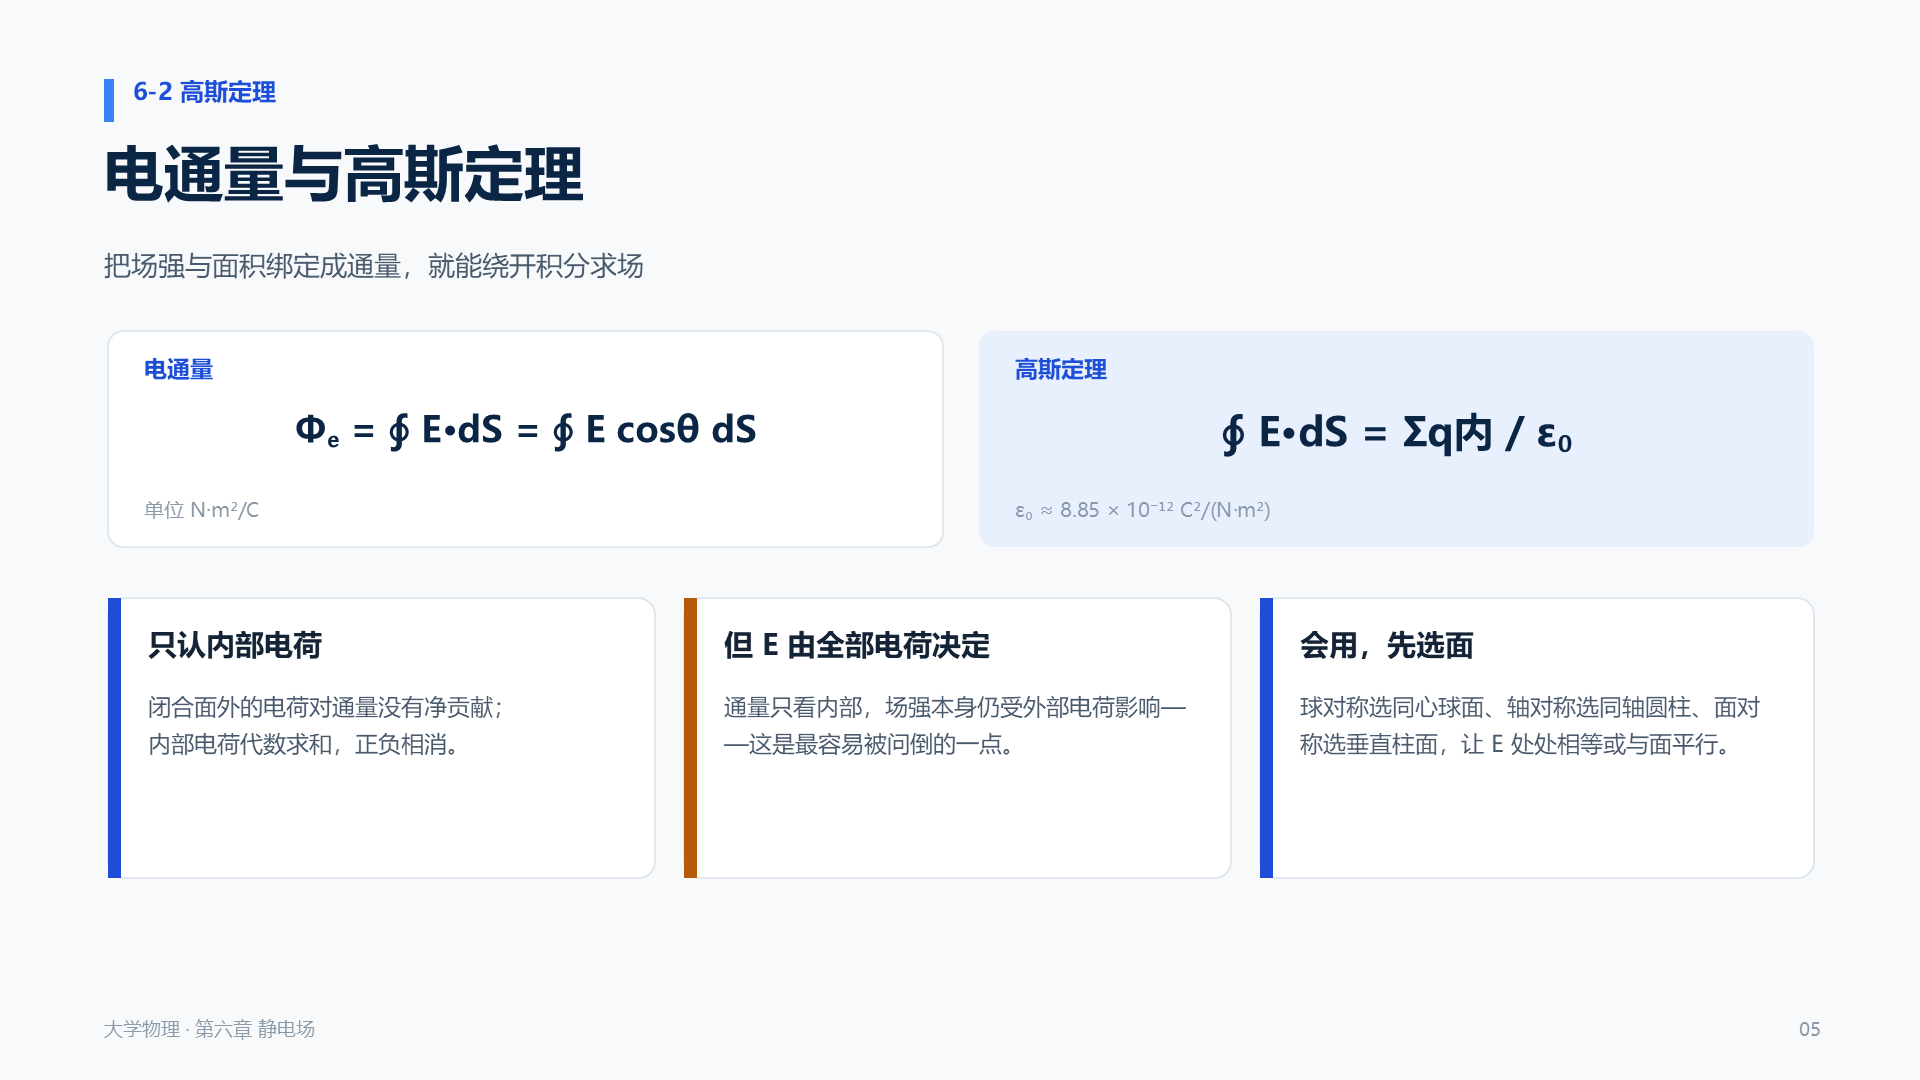 6-2 高斯定理
电通量与高斯定理
把场强与面积绑定成通量，就能绕开积分求场
电通量
Φₑ = ∮ E•dS = ∮ E cosθ dS
单位 N·m²/C
高斯定理
∮ E•dS = Σq内 / ε₀
ε₀ ≈ 8.85 × 10⁻¹² C²/(N·m²)
只认内部电荷
闭合面外的电荷对通量没有净贡献；
内部电荷代数求和，正负相消。
但 E 由全部电荷决定
通量只看内部，场强本身仍受外部电荷影响—
—这是最容易被问倒的一点。
会用，先选面
球对称选同心球面、轴对称选同轴圆柱、面对
称选垂直柱面，让 E 处处相等或与面平行。
大学物理 · 第六章 静电场
05